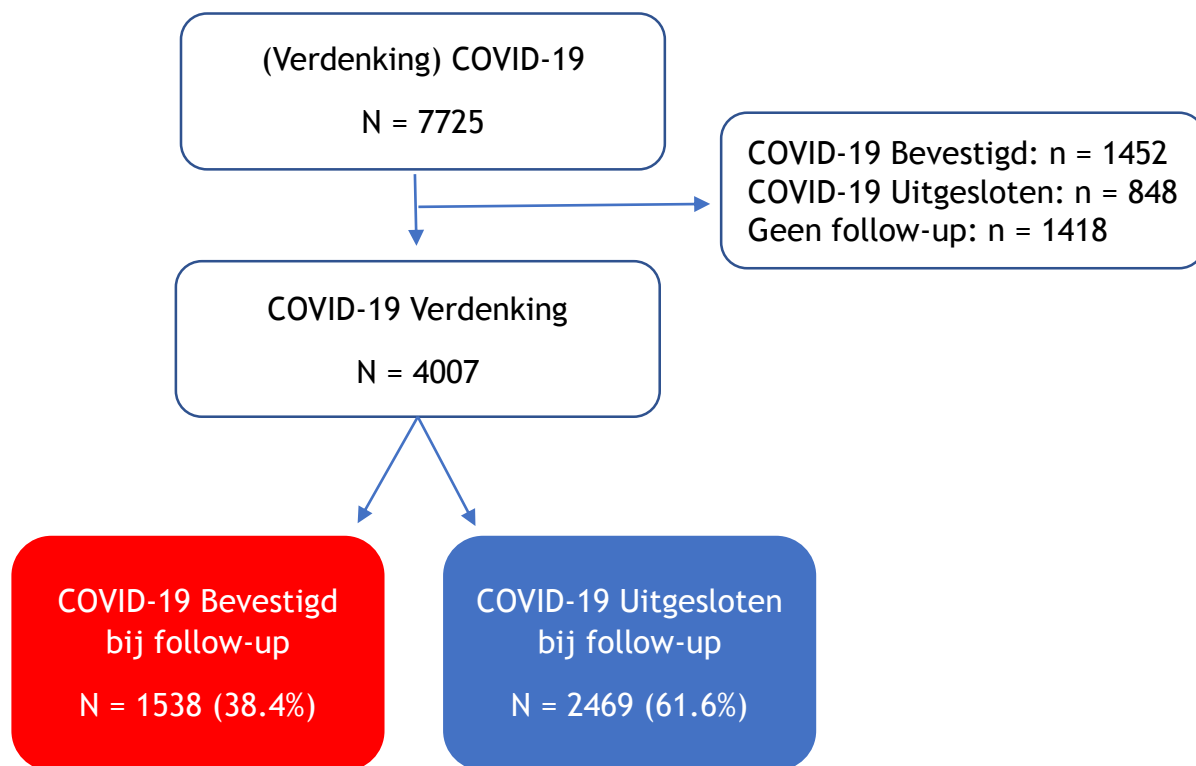 (Verdenking) COVID-19
N = 7725
COVID-19 Bevestigd: n = 1452
COVID-19 Uitgesloten: n = 848
Geen follow-up: n = 1418
COVID-19 Verdenking
N = 4007
COVID-19 Bevestigd
bij follow-up
N = 1538 (38.4%)
COVID-19 Uitgesloten
bij follow-up
N = 2469 (61.6%)